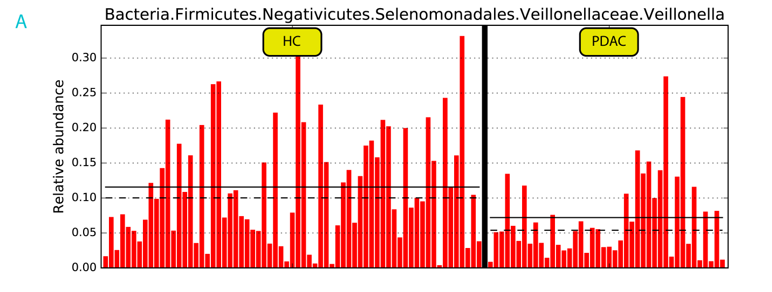 A
Bacteria.Firmicutes.Negativicutes.Selenomonadales.Veillonellaceae.Veillonella
HC
PDAC
Relative abundance
0.30
0.25
0.20
0.15
0.10
0.05
0.00